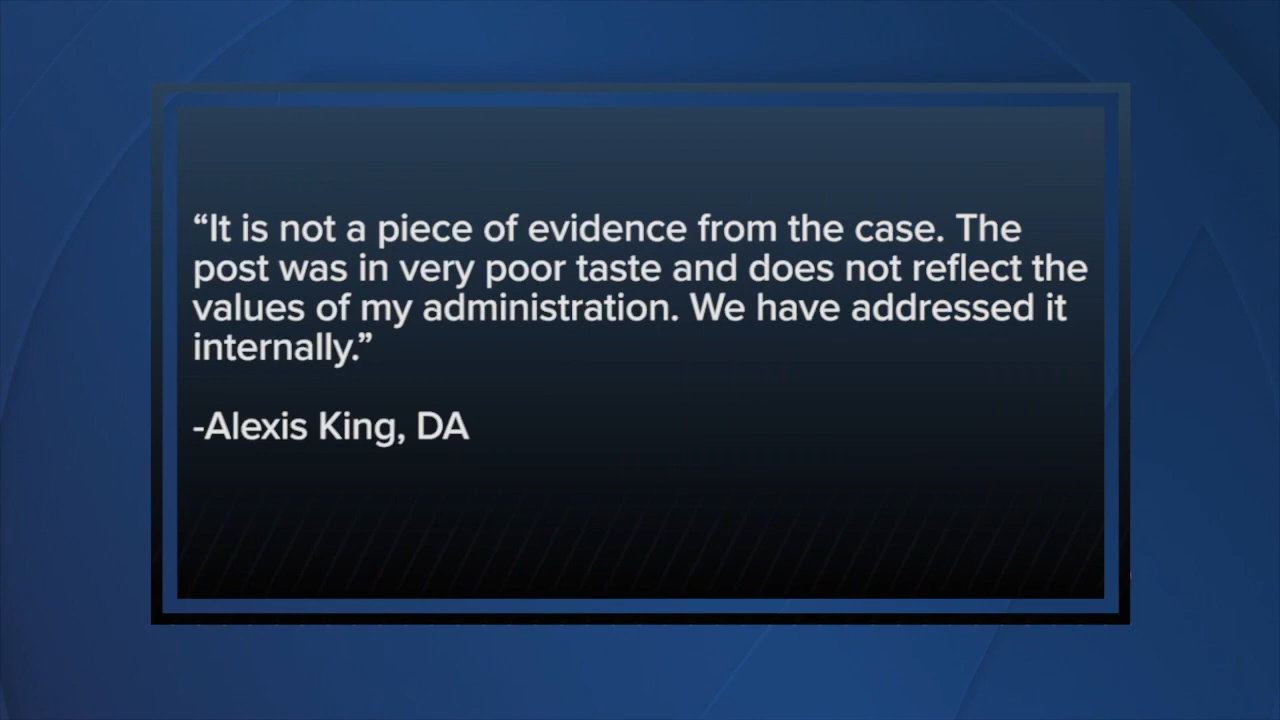 “It is not a piece of evidence from the case. The
post was in very poor taste and does not reflect the
values of my administration. We have addressed it
internally.”
-Alexis King, DA